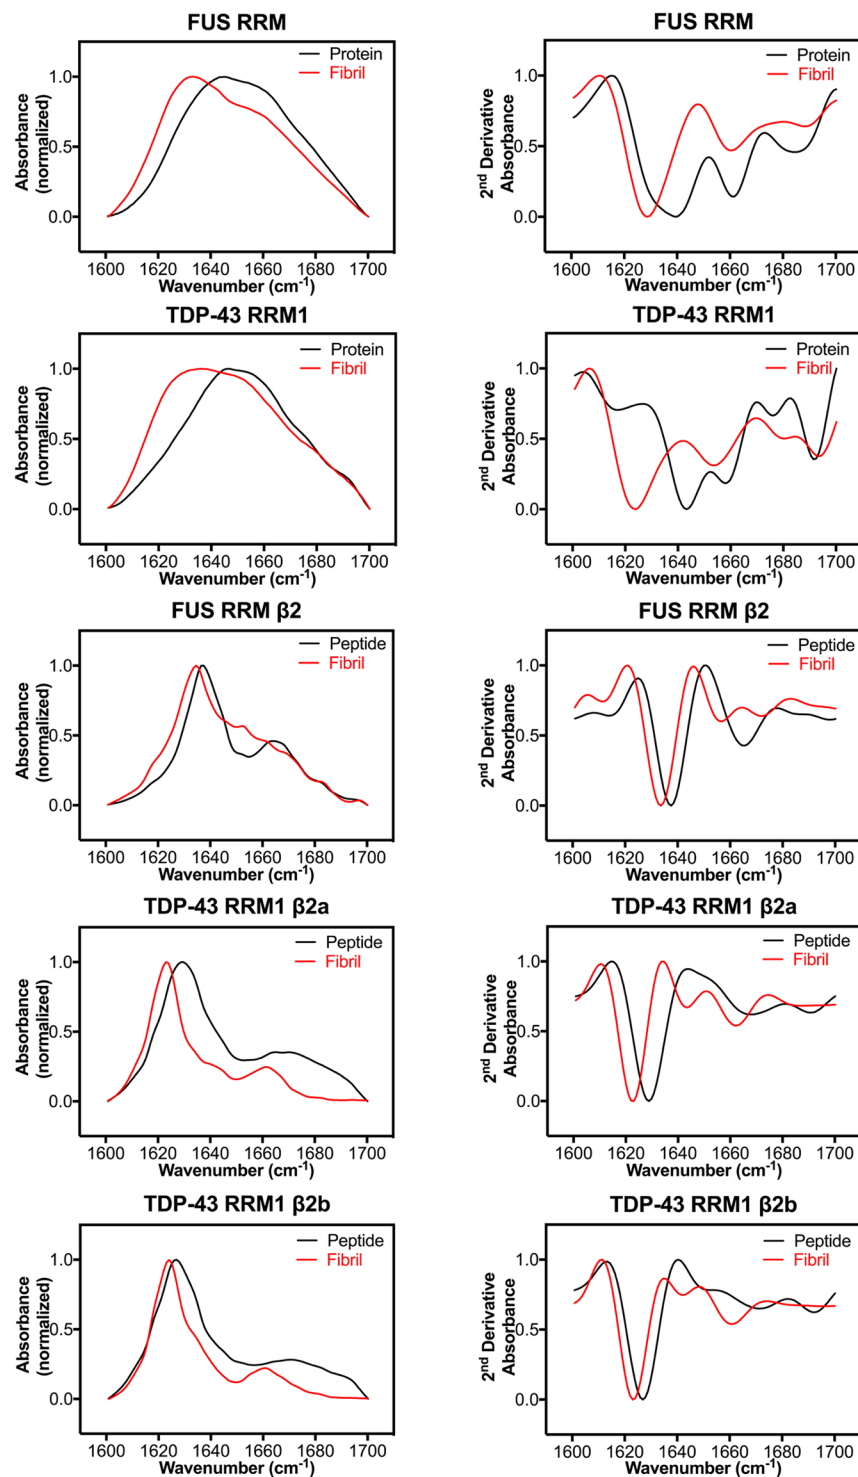 FUS RRM
Absorbance
(normalized)
1.0
0.5
0.0
Protein
Fibril
1600 1620 1640 1660 1680 1700
Wavenumber (cm⁻¹)
FUS RRM
2ⁿᵈ Derivative
Absorbance
1.0
0.5
0.0
Protein
Fibril
1600 1620 1640 1660 1680 1700
Wavenumber (cm⁻¹)
TDP-43 RRM1
Absorbance
(normalized)
1.0
0.5
0.0
Protein
Fibril
1600 1620 1640 1660 1680 1700
Wavenumber (cm⁻¹)
TDP-43 RRM1
2ⁿᵈ Derivative
Absorbance
1.0
0.5
0.0
Protein
Fibril
1600 1620 1640 1660 1680 1700
Wavenumber (cm⁻¹)
FUS RRM β2
Absorbance
(normalized)
1.0
0.5
0.0
Peptide
Fibril
1600 1620 1640 1660 1680 1700
Wavenumber (cm⁻¹)
FUS RRM β2
2ⁿᵈ Derivative
Absorbance
1.0
0.5
0.0
Peptide
Fibril
1600 1620 1640 1660 1680 1700
Wavenumber (cm⁻¹)
TDP-43 RRM1 β2a
Absorbance
(normalized)
1.0
0.5
0.0
Peptide
Fibril
1600 1620 1640 1660 1680 1700
Wavenumber (cm⁻¹)
TDP-43 RRM1 β2a
2ⁿᵈ Derivative
Absorbance
1.0
0.5
0.0
Peptide
Fibril
1600 1620 1640 1660 1680 1700
Wavenumber (cm⁻¹)
TDP-43 RRM1 β2b
Absorbance
(normalized)
1.0
0.5
0.0
Peptide
Fibril
1600 1620 1640 1660 1680 1700
Wavenumber (cm⁻¹)
TDP-43 RRM1 β2b
2ⁿᵈ Derivative
Absorbance
1.0
0.5
0.0
Peptide
Fibril
1600 1620 1640 1660 1680 1700
Wavenumber (cm⁻¹)